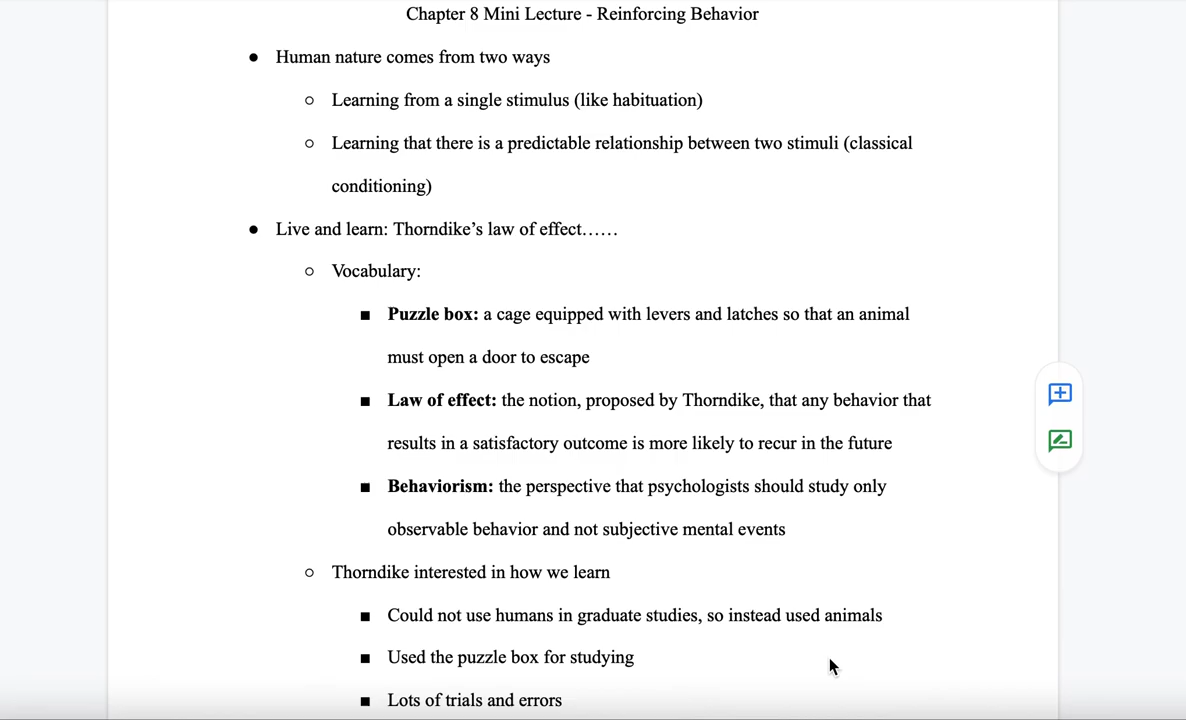 Chapter 8 Mini Lecture - Reinforcing Behavior
● Human nature comes from two ways
○ Learning from a single stimulus (like habituation)
○ Learning that there is a predictable relationship between two stimuli (classical
conditioning)
● Live and learn: Thorndike’s law of effect……
○ Vocabulary:
■ Puzzle box: a cage equipped with levers and latches so that an animal
must open a door to escape
■ Law of effect: the notion, proposed by Thorndike, that any behavior that
results in a satisfactory outcome is more likely to recur in the future
■ Behaviorism: the perspective that psychologists should study only
observable behavior and not subjective mental events
○ Thorndike interested in how we learn
■ Could not use humans in graduate studies, so instead used animals
■ Used the puzzle box for studying
■ Lots of trials and errors